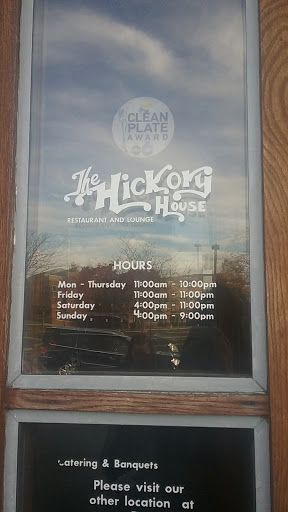 THE
CLEAN
PLATE
AWARD
The Hickory
House
RESTAURANT AND LOUNGE
HOURS
Mon - Thursday 11:00am - 10:00pm
Friday 11:00am - 11:00pm
Saturday 4:00pm - 11:00pm
Sunday 4:00pm - 9:00pm
Catering & Banquets
Please visit our
other location at